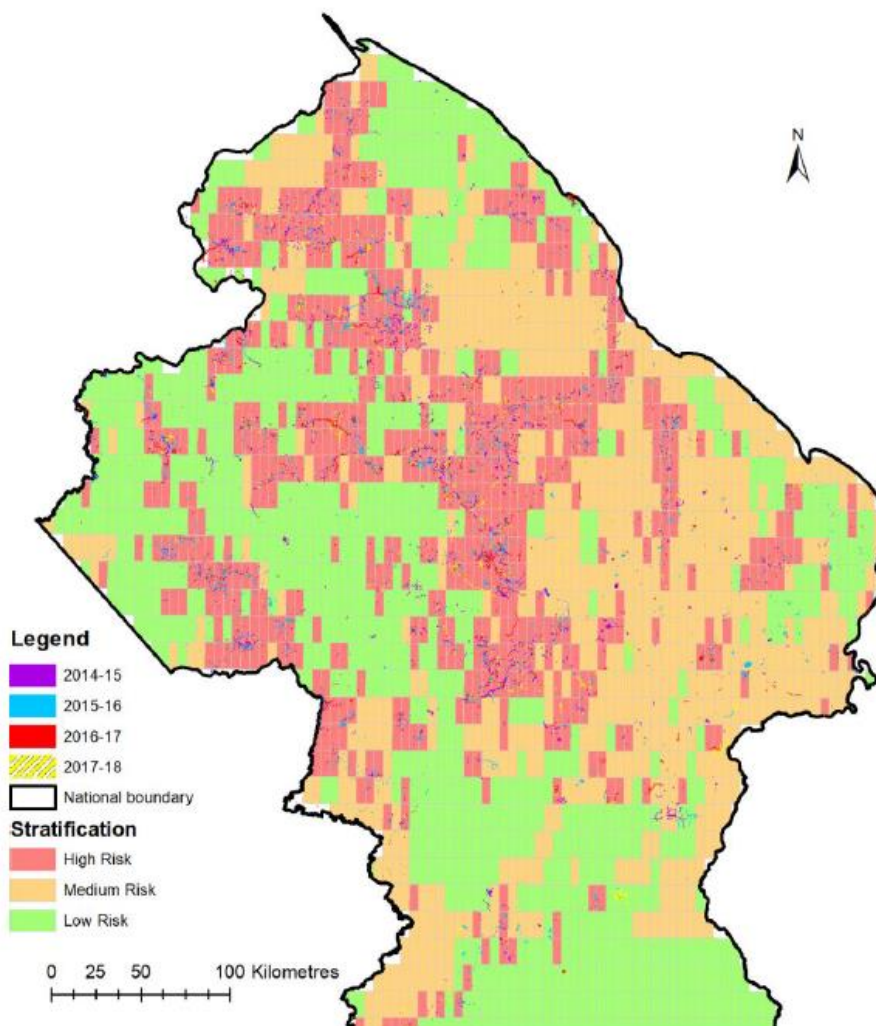 N
Legend
2014-15
2015-16
2016-17
2017-18
National boundary
Stratification
High Risk
Medium Risk
Low Risk
0 25 50 100 Kilometres